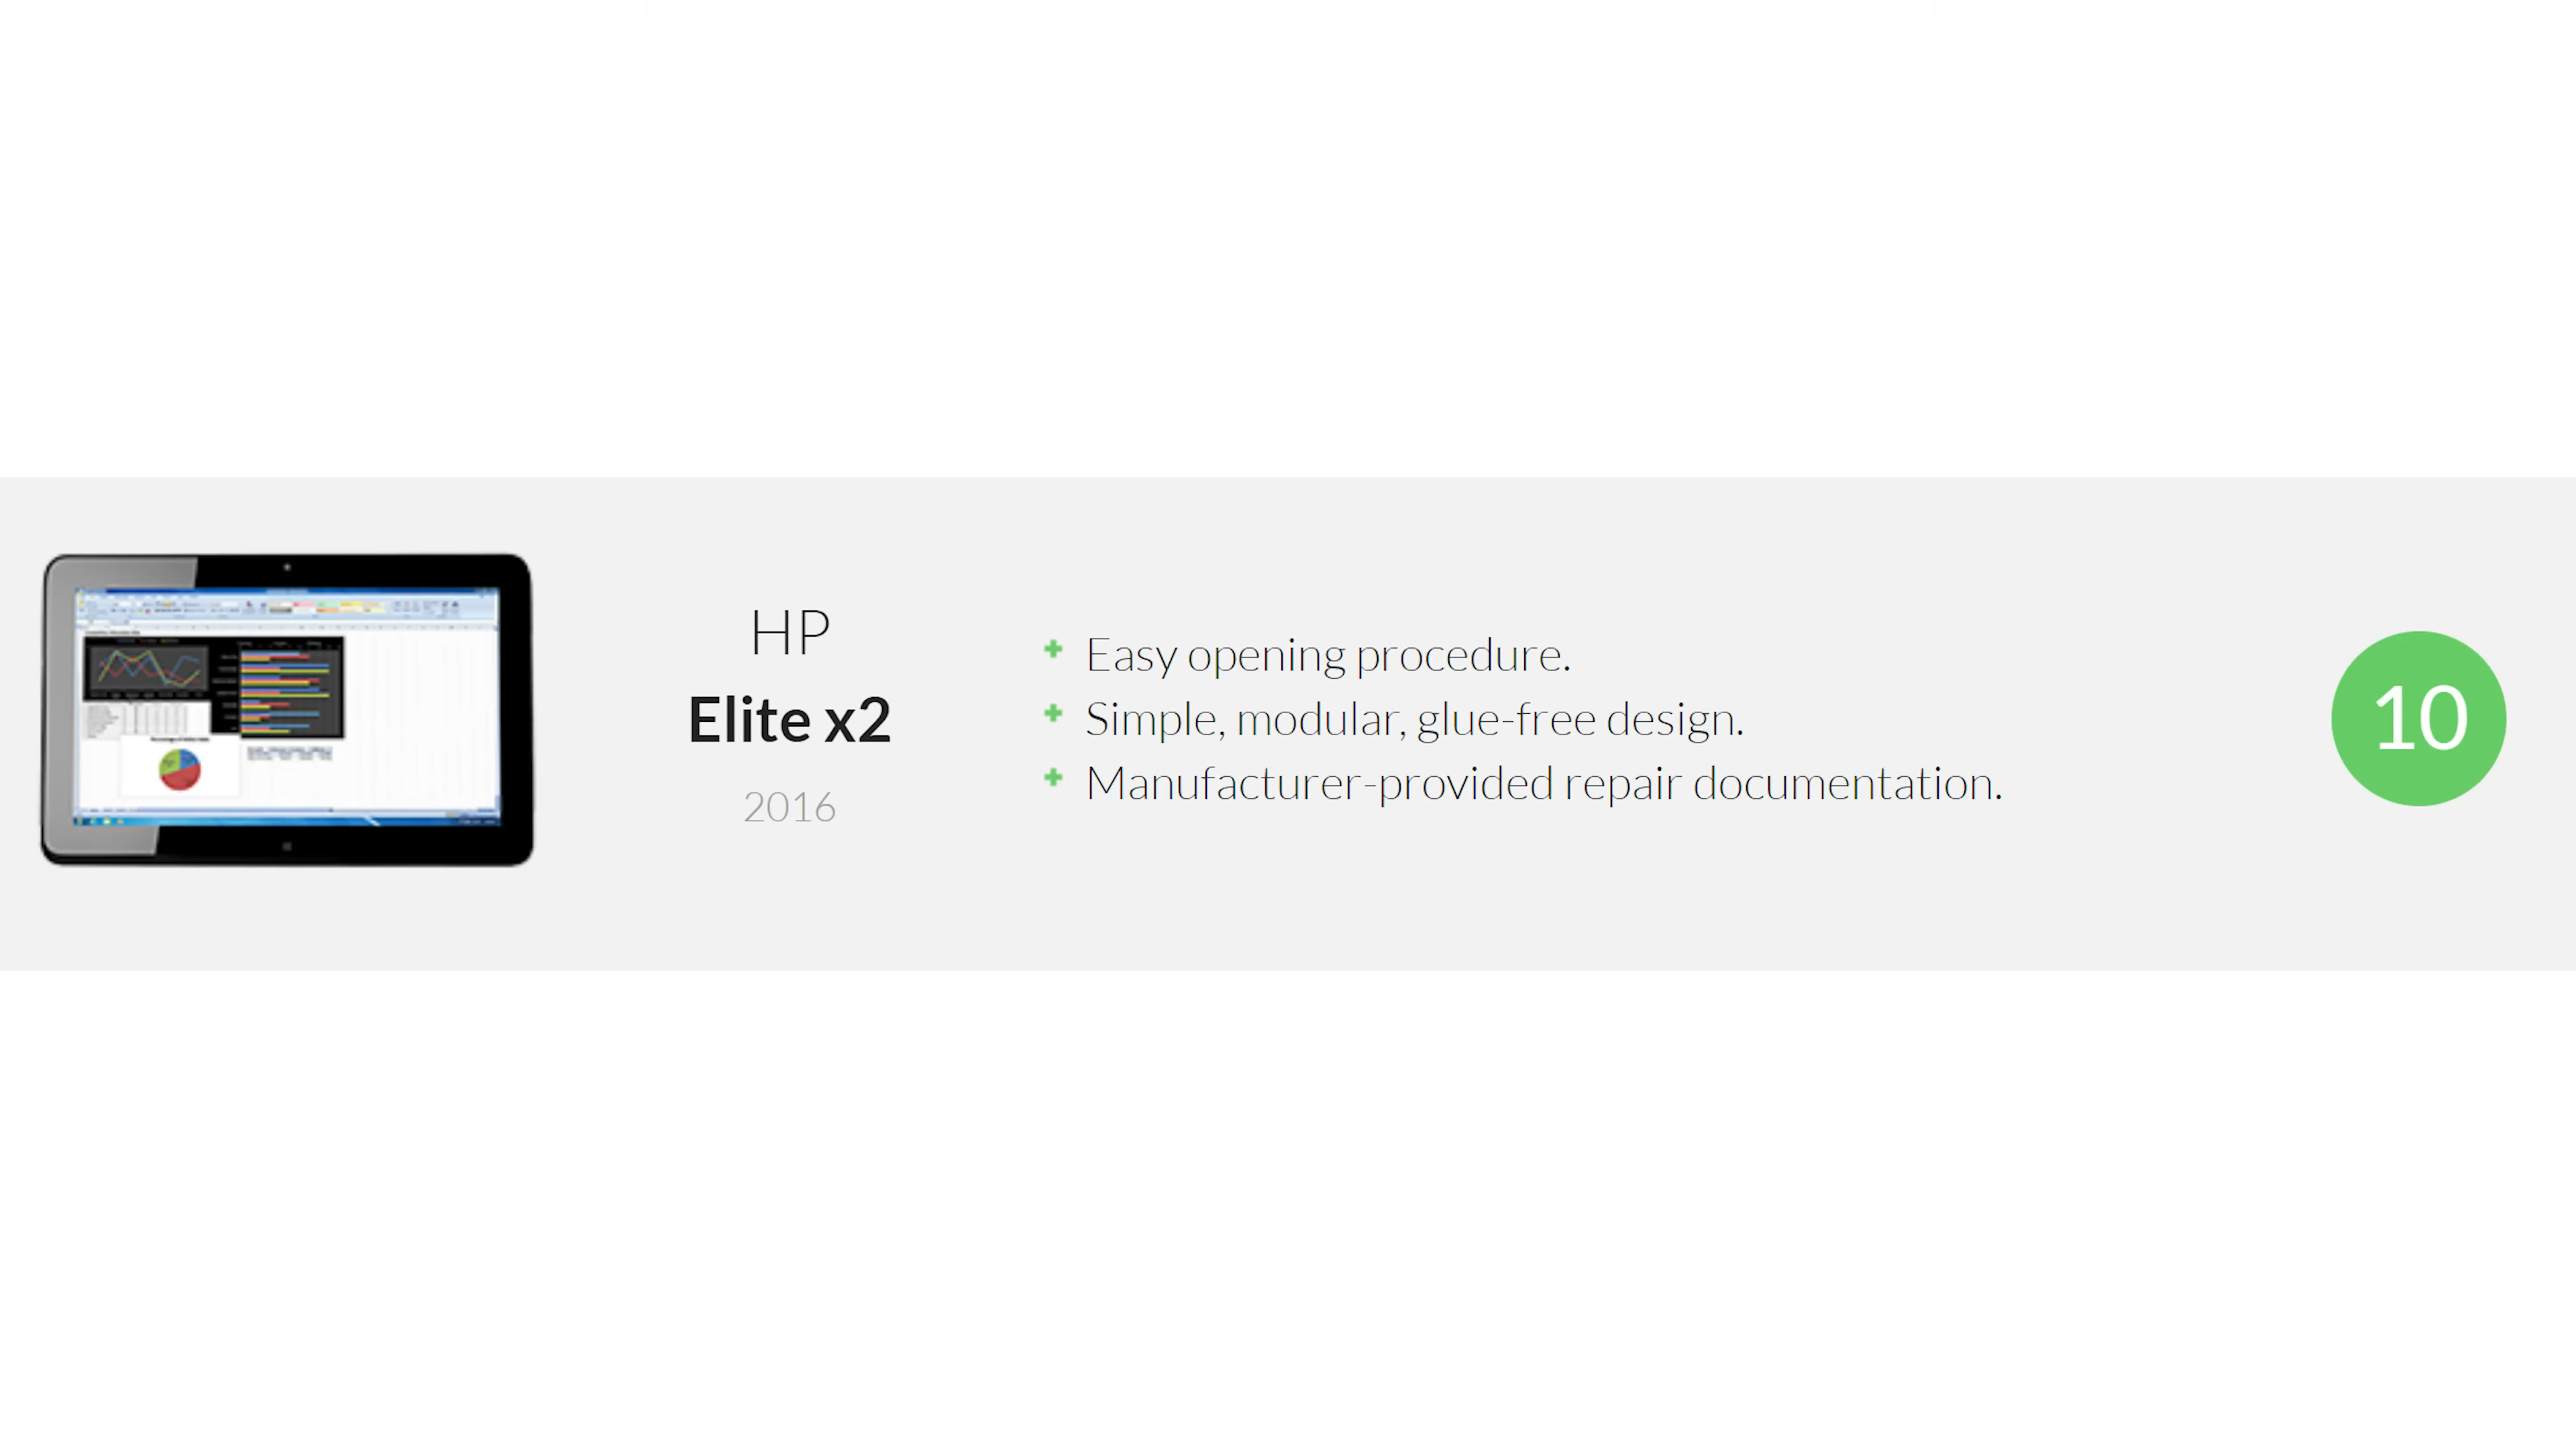 HP
Elite x2
2016
Easy opening procedure.
Simple, modular, glue-free design.
Manufacturer-provided repair documentation.
10